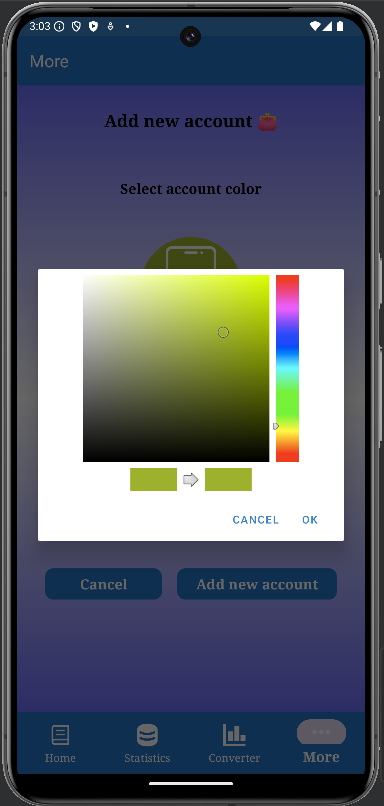 3:03
More
Add new account
Select account color
CANCEL OK
Cancel Add new account
Home Statistics Converter More